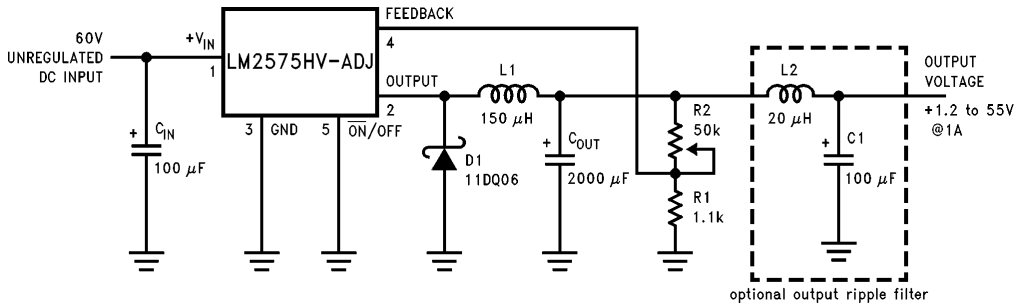 FEEDBACK
60V
UNREGULATED
DC INPUT
+VIN
1
LM2575HV-ADJ
4
OUTPUT
2
3 GND
5 ON/OFF
+ CIN
100 μF
D1
11DQ06
L1
150 μH
+ COUT
2000 μF
R2
50k
R1
1.1k
L2
20 μH
+ C1
100 μF
OUTPUT
VOLTAGE
+1.2 to 55V
@1A
optional output ripple filter